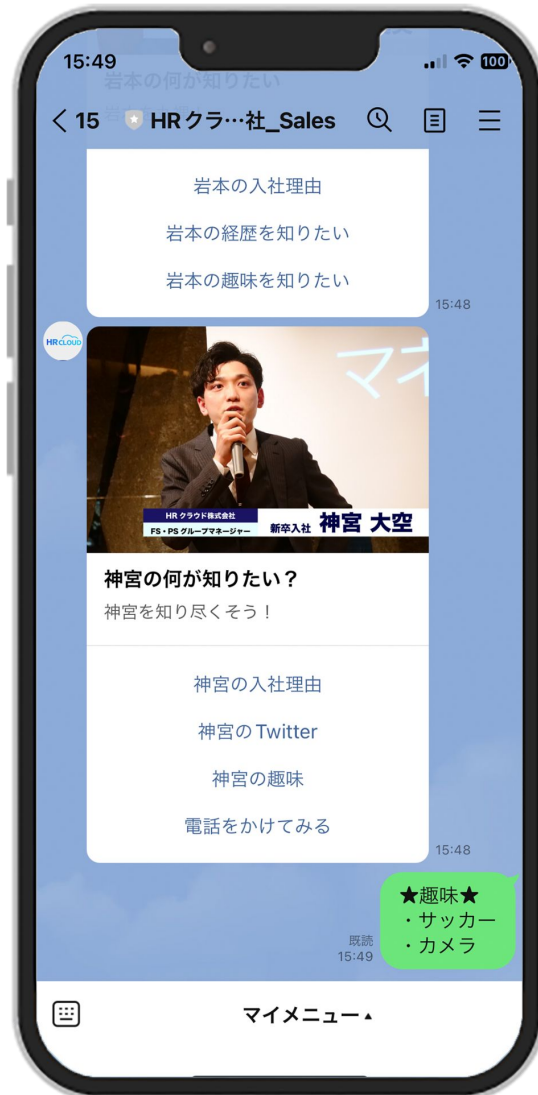 15:49
100
岩本の何が知りたい
< 15 HRクラ…社_Sales
岩本の入社理由
岩本の経歴を知りたい
岩本の趣味を知りたい
15:48
HRCLOUD
マネ
HRクラウド株式会社
FS・PSグループマネージャー
新卒入社 神宮 大空
神宮の何が知りたい？
神宮を知り尽くそう！
神宮の入社理由
神宮のTwitter
神宮の趣味
電話をかけてみる
15:48
★趣味★
・サッカー
・カメラ
既読
15:49
マイメニュー▲